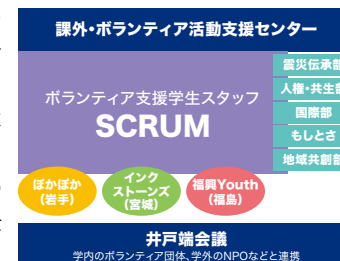 課外・ボランティア活動支援センター
ボランティア支援学生スタッフ
SCRUM
震災伝承部
人権・共生部
国際部
もしとさ
地域共創部
ぽかぽか
(岩手)
インク
ストーンズ
(宮城)
福興Youth
(福島)
井戸端会議
学内のボランティア団体、学外のNPOなどと連携